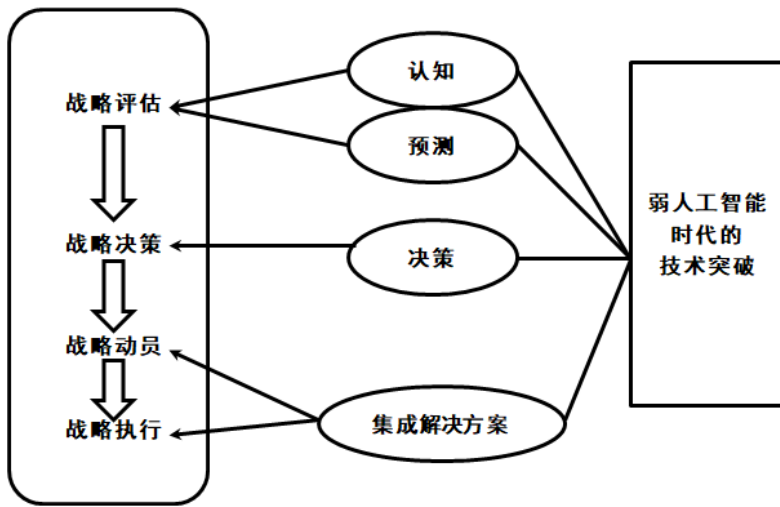 战略评估
战略决策
战略动员
战略执行
认知
预测
决策
集成解决方案
弱人工智能
时代的
技术突破